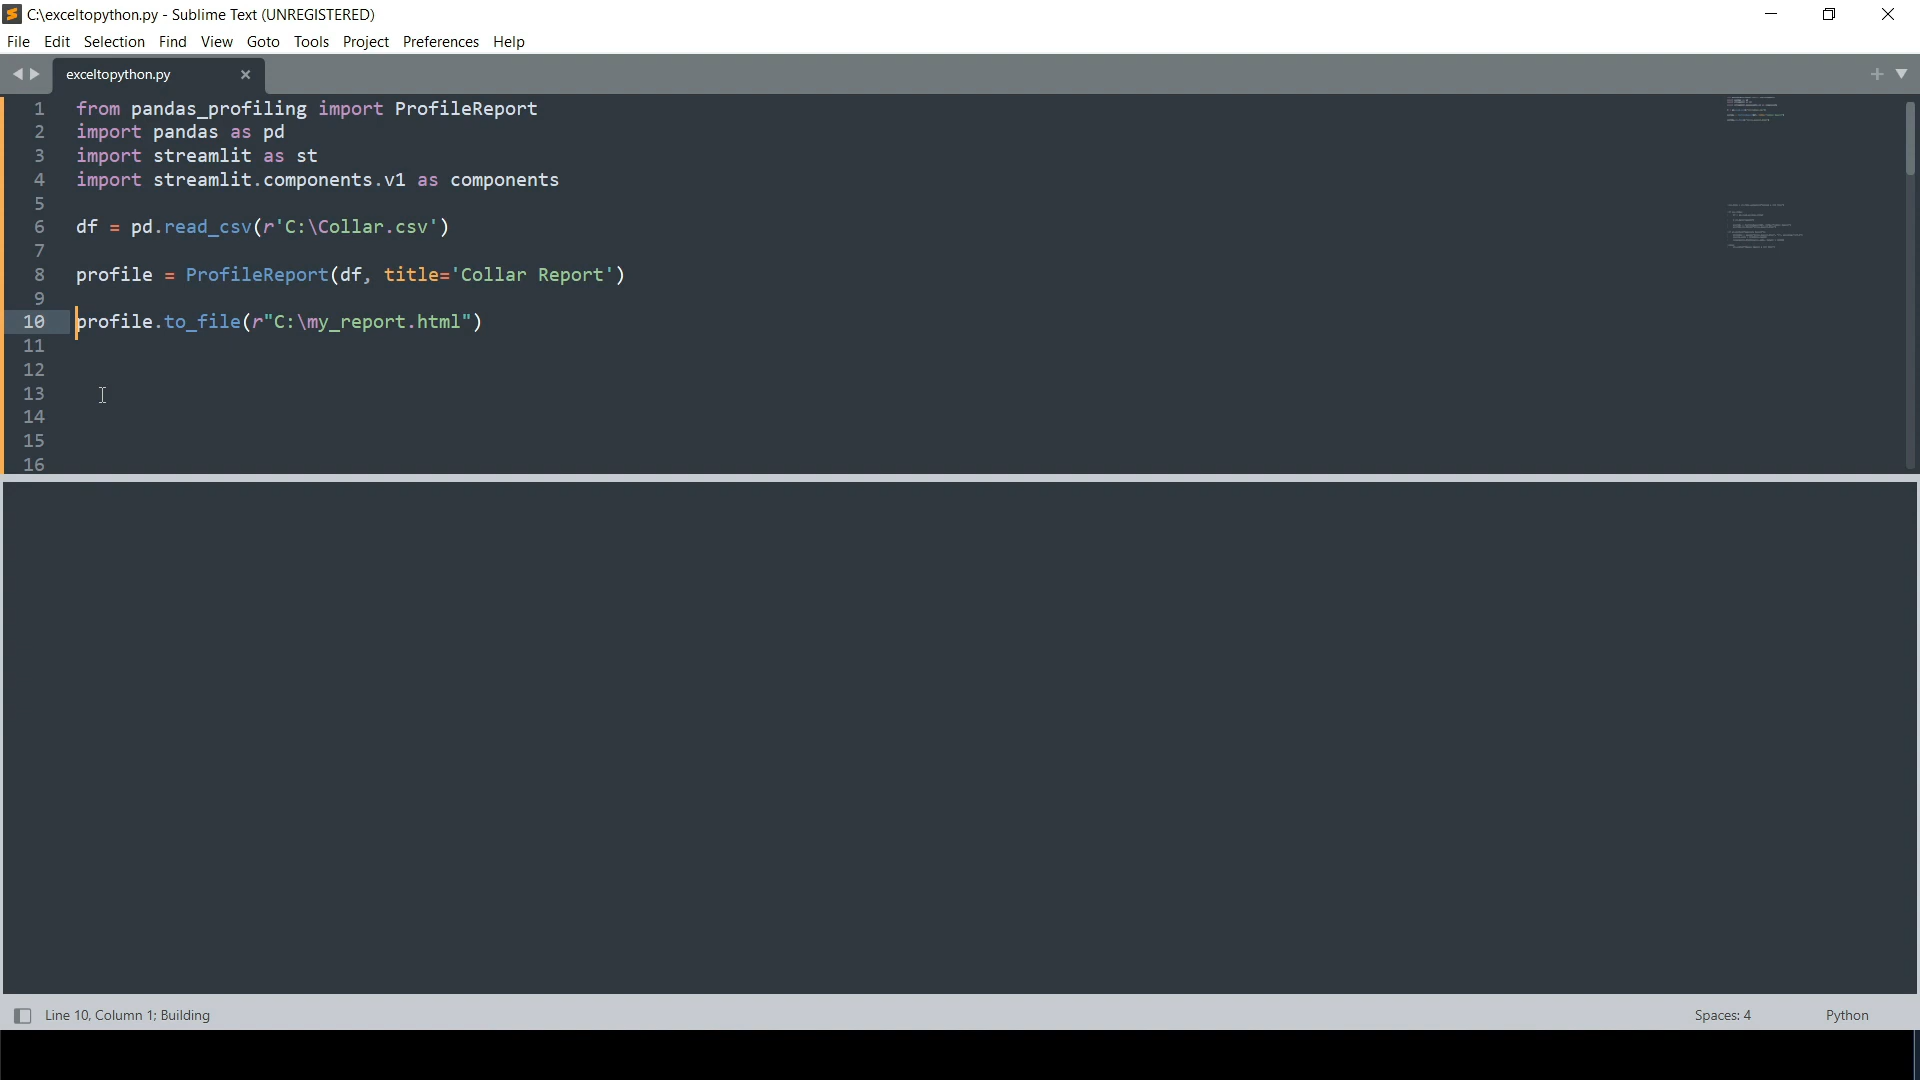 C:\exceltopython.py - Sublime Text (UNREGISTERED)
File Edit Selection Find View Goto Tools Project Preferences Help
exceltopython.py
1 from pandas_profiling import ProfileReport
2 import pandas as pd
3 import streamlit as st
4 import streamlit.components.v1 as components
5
6 df = pd.read_csv(r'C:\Collar.csv')
7
8 profile = ProfileReport(df, title='Collar Report')
9
10 profile.to_file(r"C:\my_report.html")
11
12
13
14
15
16
Line 10, Column 1; Building Spaces: 4 Python